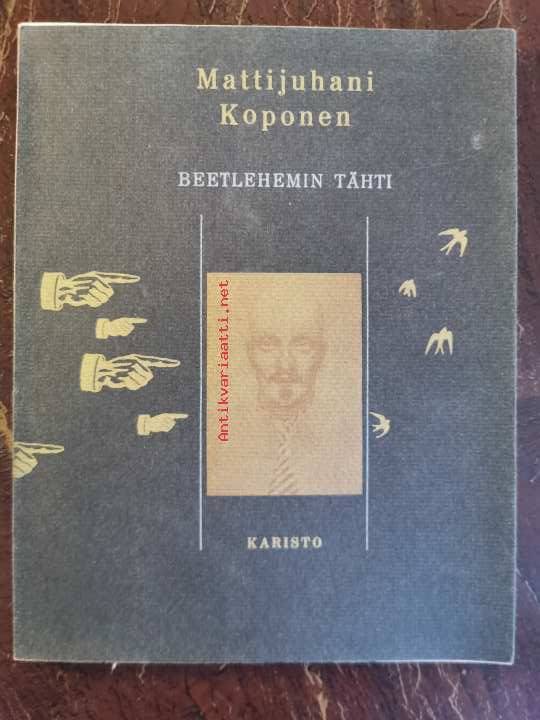 Mattijuhani
Koponen
BEETLEHEMIN TÄHTI
Antikvariaatti.net
KARISTO